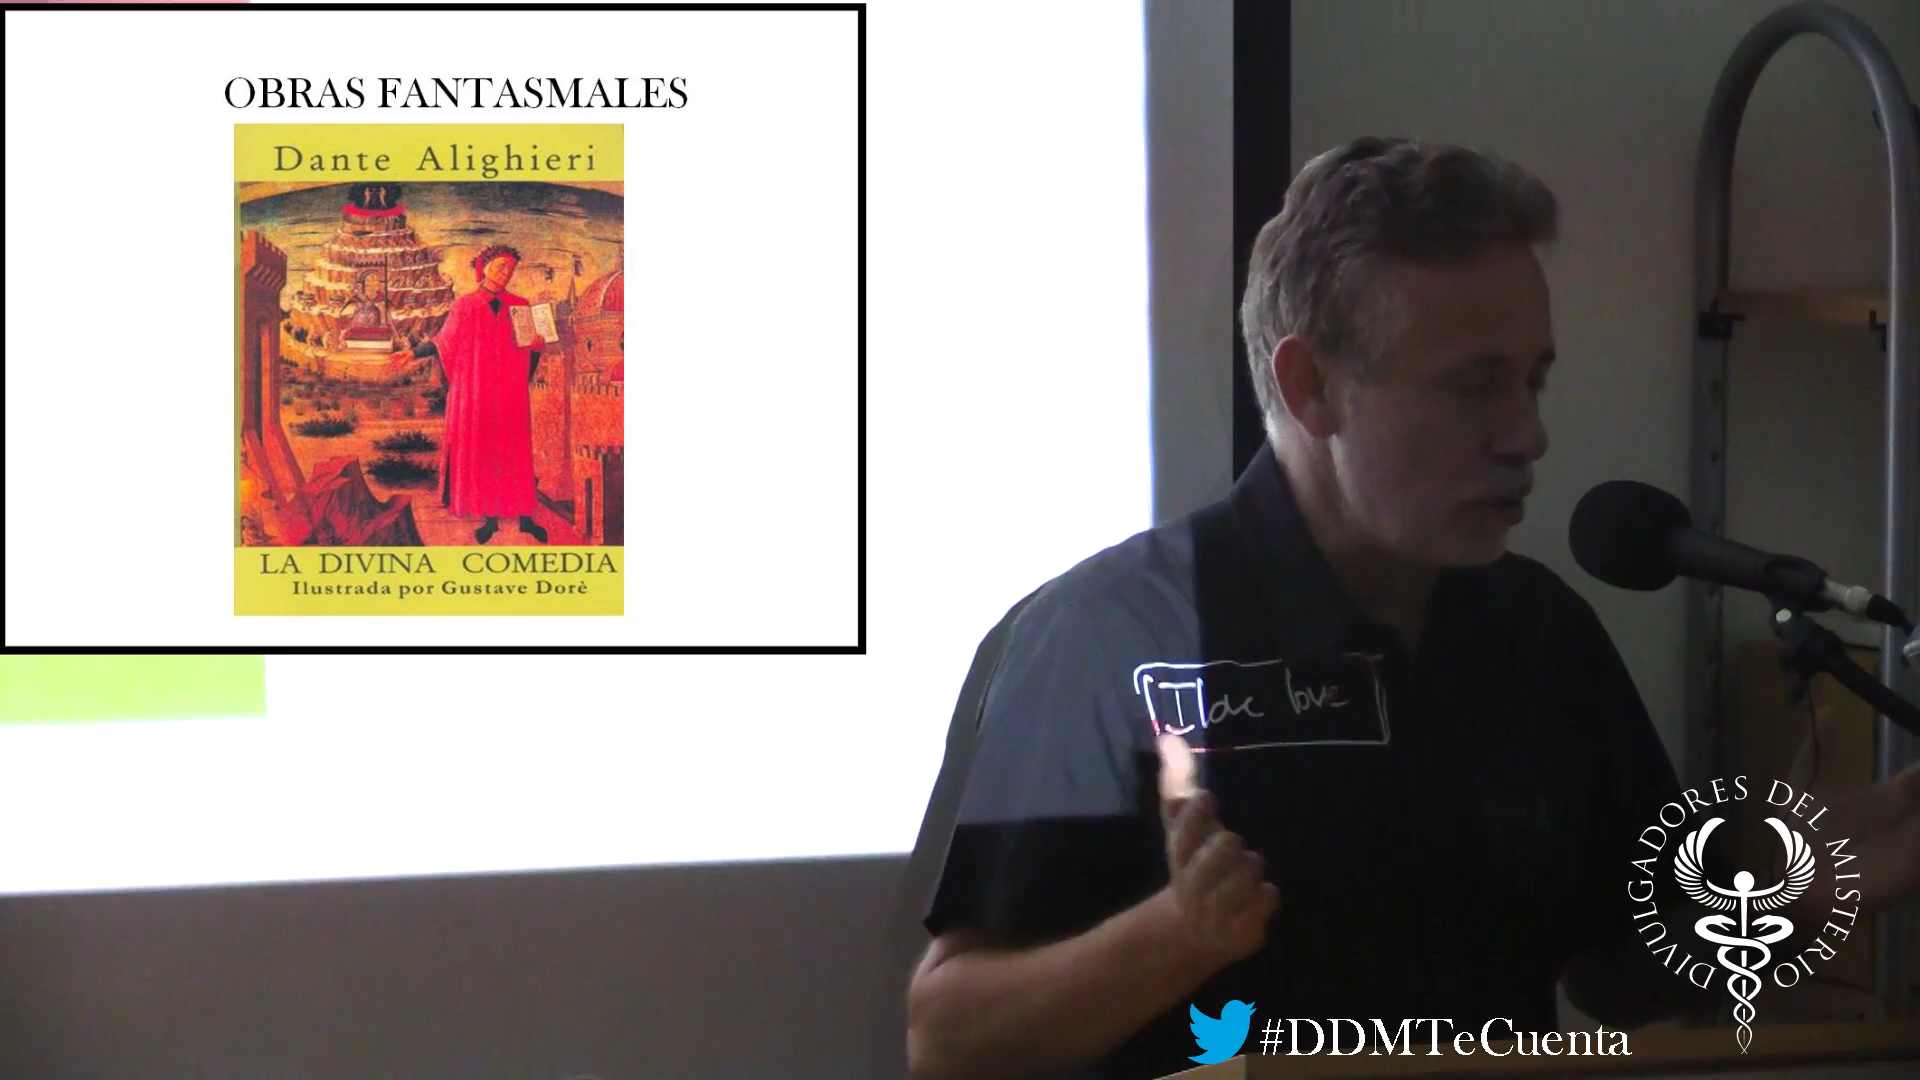 OBRAS FANTASMALES
Dante Alighieri
LA DIVINA COMEDIA
Ilustrada por Gustave Dorè
love
DIVULGADORES DEL MISTERIO
#DDMTeCuenta